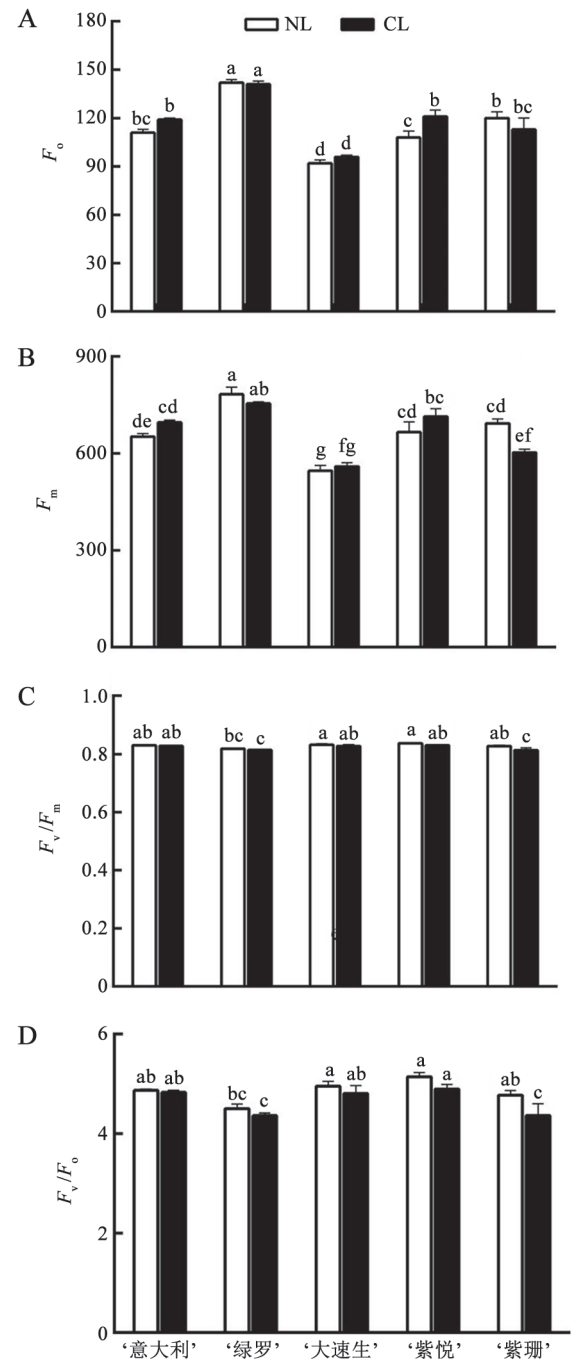 A
NL CL
180
150
120
90
60
30
0
Fo
bc b a a d d c b b bc
B
900
600
300
0
Fm
de cd a ab g fg cd bc cd ef
C
1.0
0.8
0.6
0.4
0.2
0
Fv/Fm
ab ab bc c a ab a ab ab c
D
6
4
2
0
Fv/Fo
ab ab bc c a ab a a ab c
‘意大利’ ‘绿罗’ ‘大速生’ ‘紫悦’ ‘紫珊’